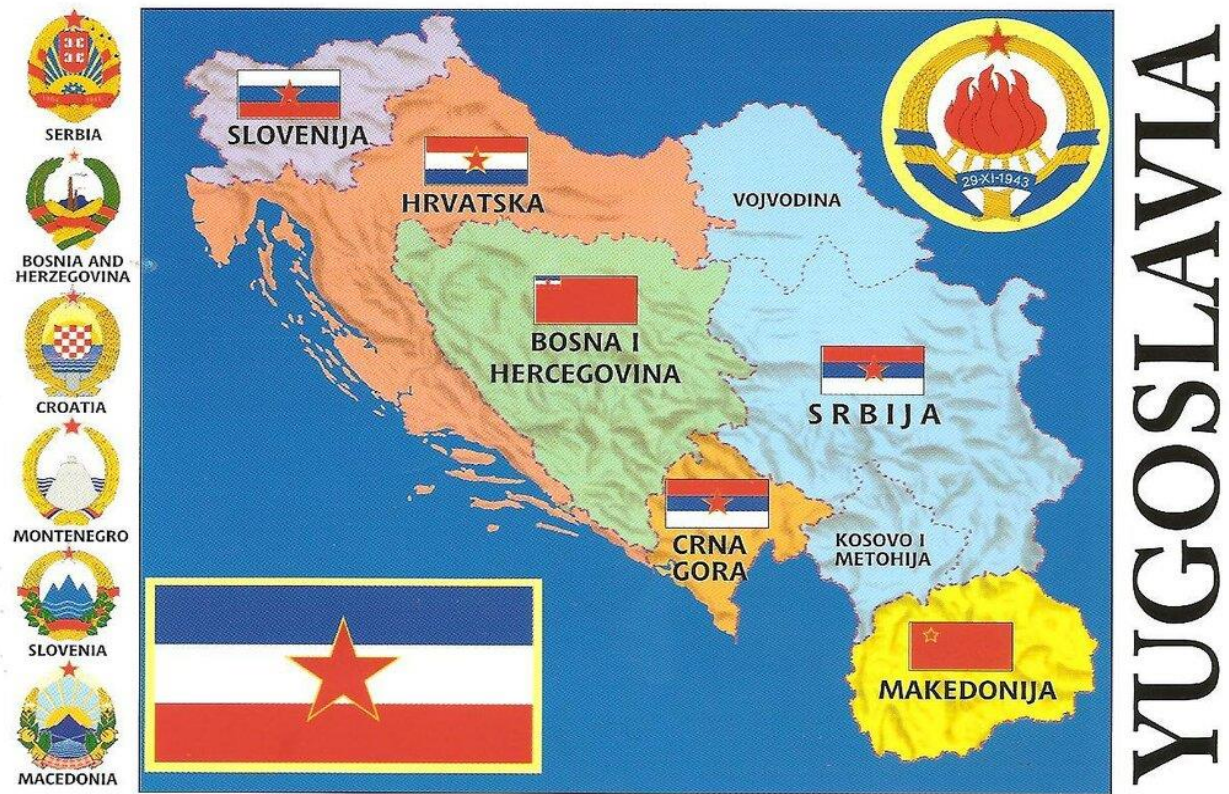 SERBIA
BOSNIA AND
HERZEGOVINA
CROATIA
MONTENEGRO
SLOVENIA
MACEDONIA
SLOVENIJA
HRVATSKA
VOJVODINA
29-XI-1943
BOSNA I
HERCEGOVINA
SRBIJA
CRNA
GORA
KOSOVO I
METOHIJA
MAKEDONIJA
YUGOSLAVIA